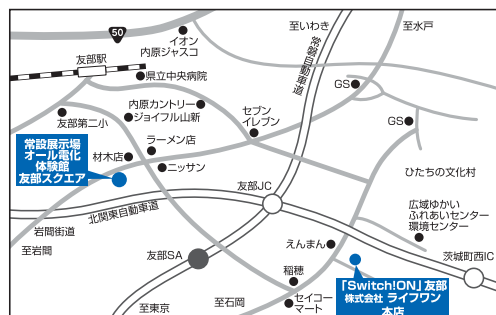 50
イオン
内原ジャスコ
至いわき
常磐自動車道
至水戸
友部駅
県立中央病院
GS
内原カントリー
ジョイフル山新
セブン
イレブン
GS
友部第二小
ラーメン店
材木店
ニッサン
常設展示場
オール電化
体験館
友部スクエア
ひたちの文化村
友部JC
北関東自動車道
岩間街道
至岩間
広域ゆかい
ふれあいセンター
環境センター
友部SA
えんまん
茨城町西IC
稲穂
「Switch!ON」友部
株式会社 ライフワン
本店
至東京
至石岡
セイコー
マート